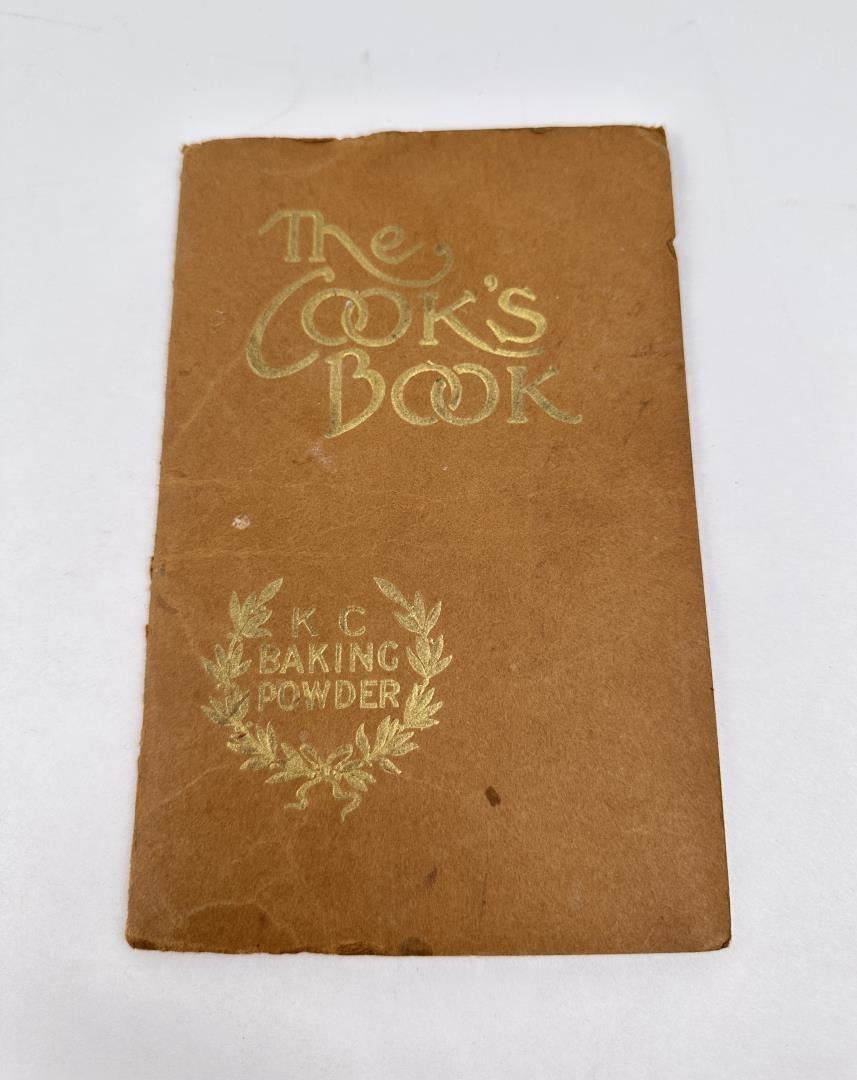 The
Cook's
Book
K C
BAKING
POWDER